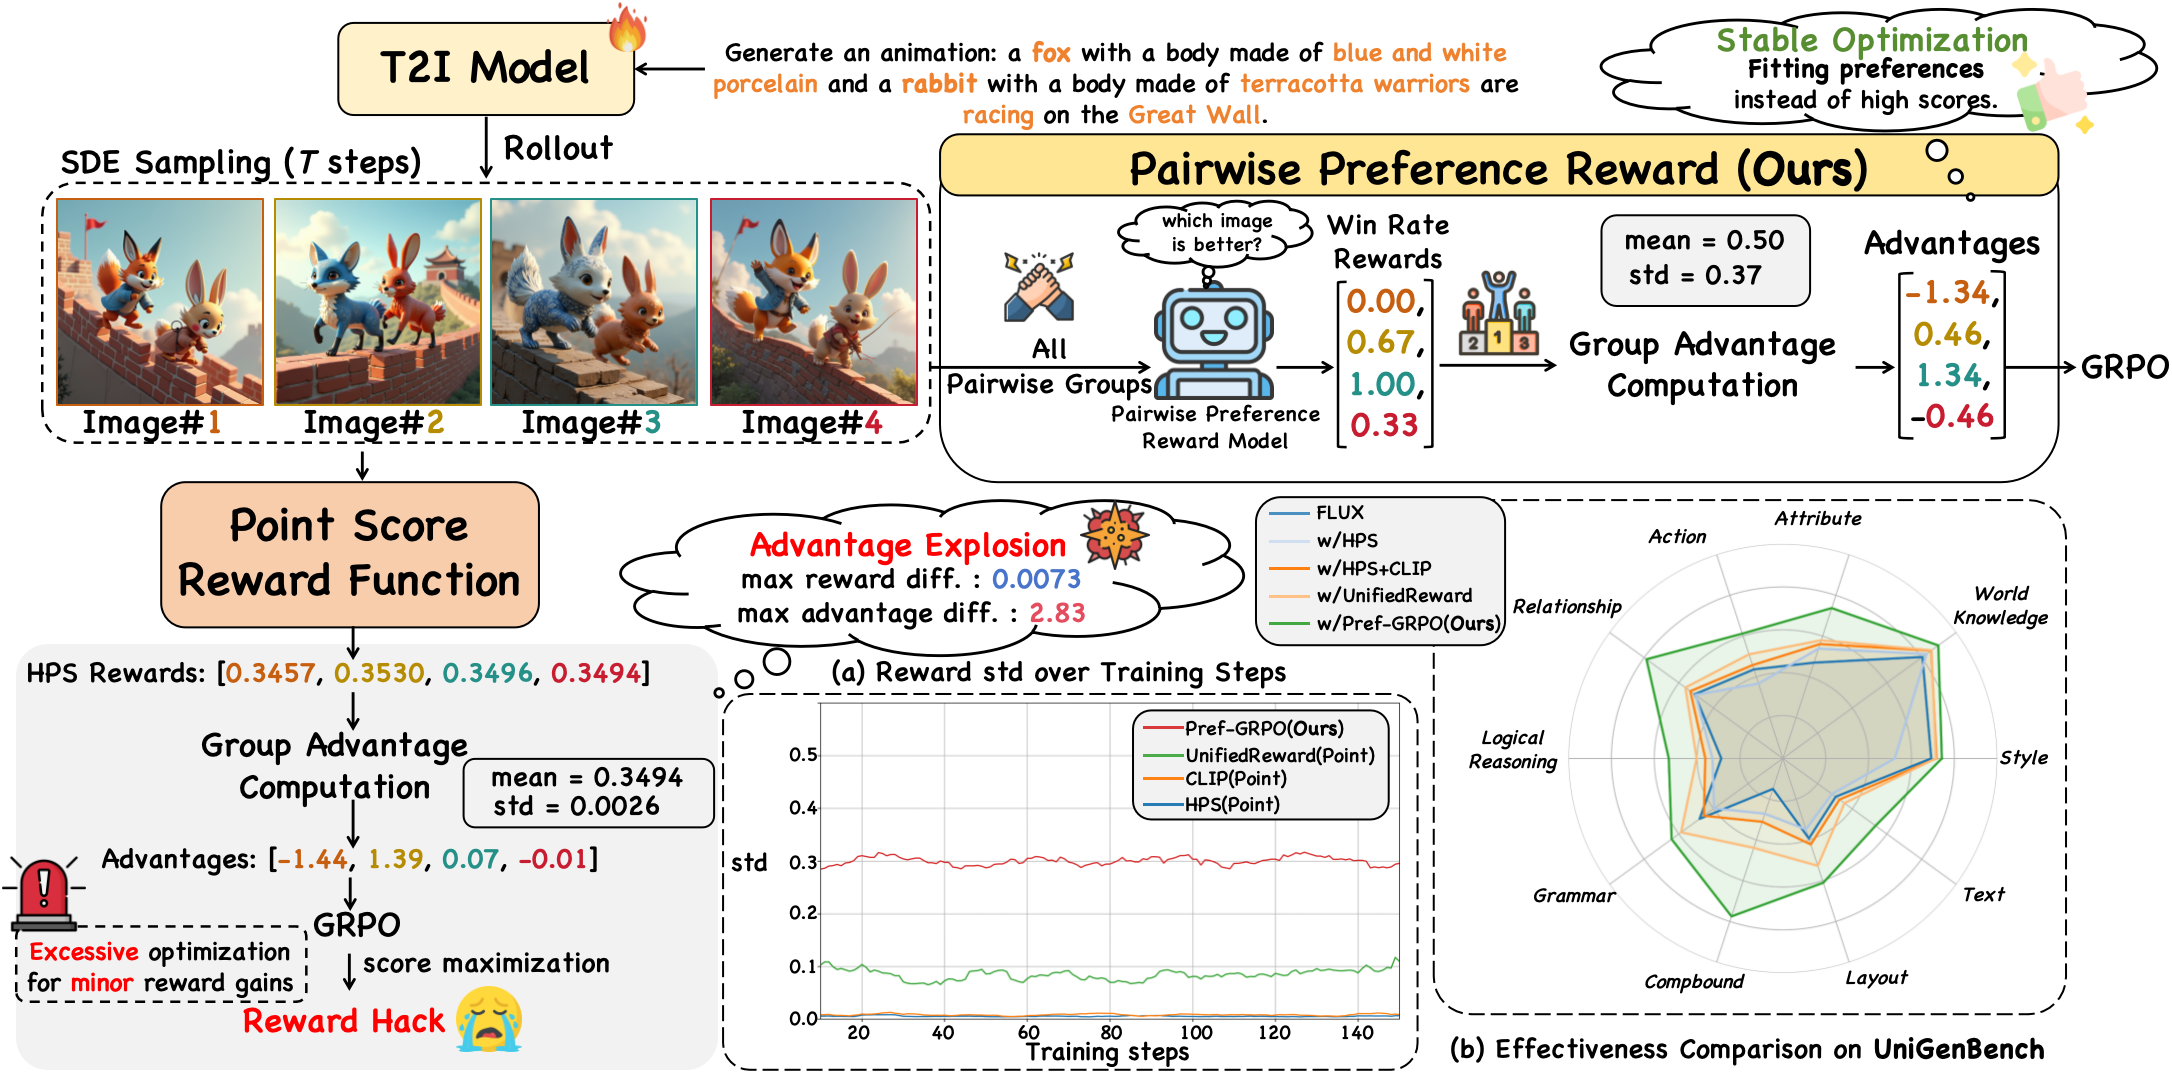 T2I Model
Generate an animation: a fox with a body made of blue and white
porcelain and a rabbit with a body made of terracotta warriors are
racing on the Great Wall.
Stable Optimization
Fitting preferences
instead of high scores.
Rollout
SDE Sampling (T steps)
Image#1
Image#2
Image#3
Image#4
Pairwise Preference Reward (Ours)
All
Pairwise Groups
which image
is better?
Pairwise Preference
Reward Model
Win Rate
Rewards
0.00,
0.67,
1.00,
0.33
2 1 3
mean = 0.50
std = 0.37
Group Advantage
Computation
Advantages
-1.34,
0.46,
1.34,
-0.46
GRPO
Point Score
Reward Function
HPS Rewards: [0.3457, 0.3530, 0.3496, 0.3494]
Group Advantage
Computation
mean = 0.3494
std = 0.0026
Advantages: [-1.44, 1.39, 0.07, -0.01]
GRPO
Excessive optimization
for minor reward gains
score maximization
Reward Hack
Advantage Explosion
max reward diff. : 0.0073
max advantage diff. : 2.83
(a) Reward std over Training Steps
Pref-GRPO(Ours)
UnifiedReward(Point)
CLIP(Point)
HPS(Point)
std
0.5
0.4
0.3
0.2
0.1
0.0
20 40 60 80 100 120 140
Training steps
FLUX
w/HPS
w/HPS+CLIP
w/UnifiedReward
w/Pref-GRPO(Ours)
Attribute
Action
World
Knowledge
Relationship
Logical
Reasoning
Style
Grammar
Text
Compbound
Layout
(b) Effectiveness Comparison on UniGenBench